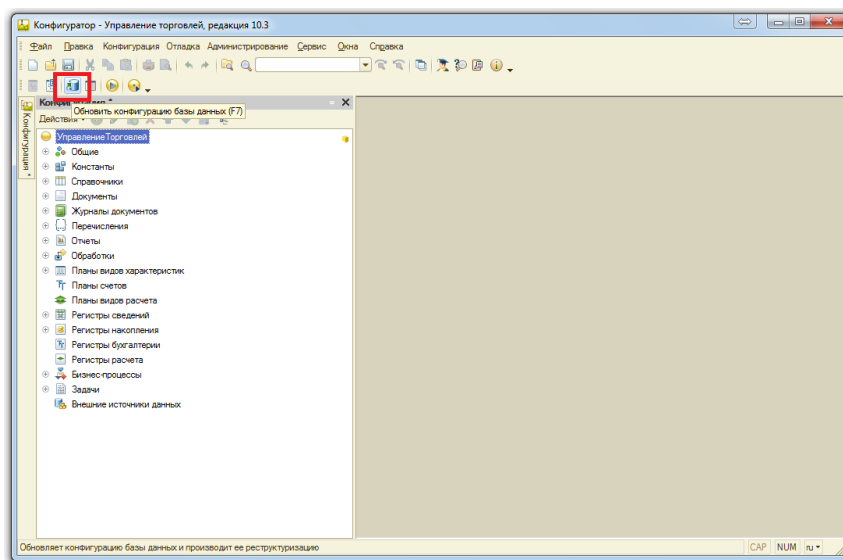 Конфигуратор - Управление торговлей, редакция 10.3
Файл Правка Конфигурация Отладка Администрирование Сервис Окна Справка
Обновить конфигурацию базы данных (F7)
Действия
Конфигурация
УправлениеТорговлей
Общие
Константы
Справочники
Документы
Журналы документов
Перечисления
Отчеты
Обработки
Планы видов характеристик
Планы счетов
Планы видов расчета
Регистры сведений
Регистры накопления
Регистры бухгалтерии
Регистры расчета
Бизнес-процессы
Задачи
Внешние источники данных
Обновляет конфигурацию базы данных и производит ее реструктуризацию
CAP NUM ru